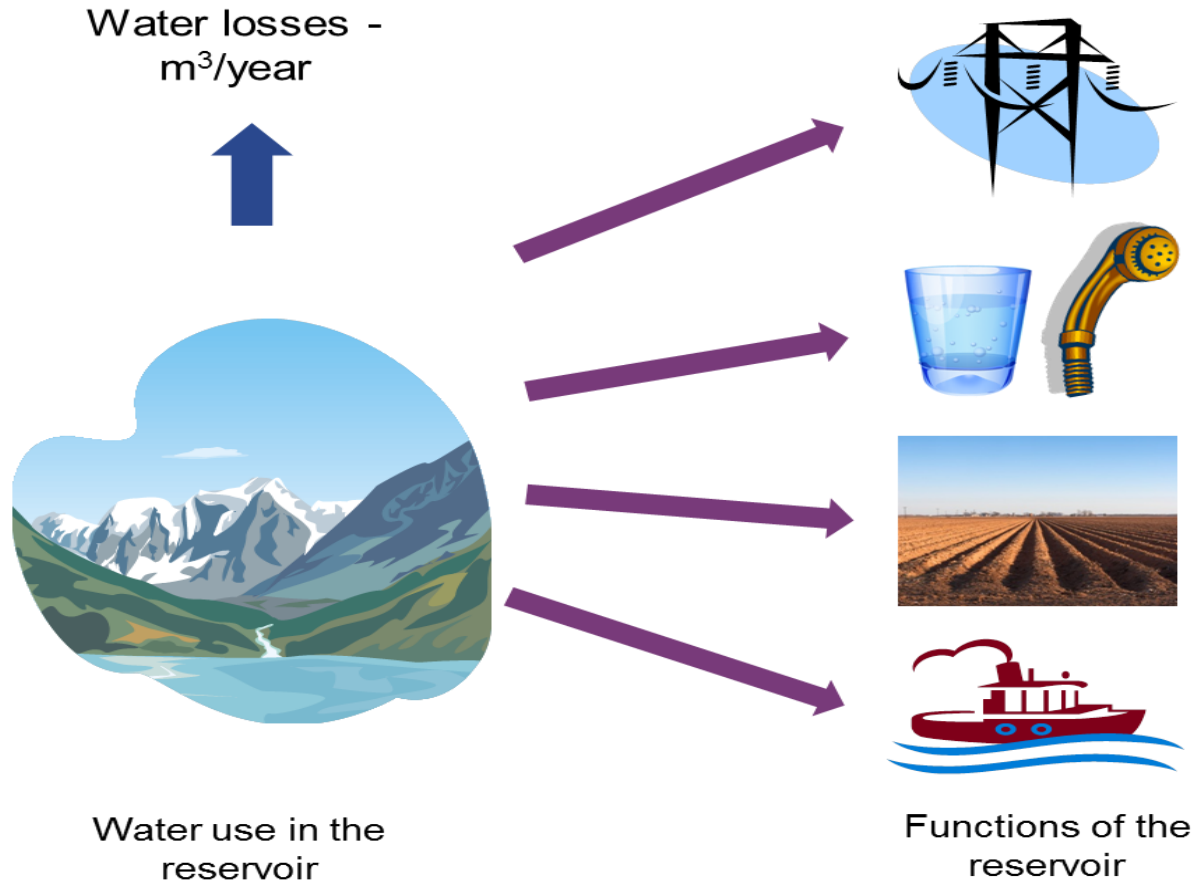 Water losses -
m³/year
Water use in the
reservoir
Functions of the
reservoir